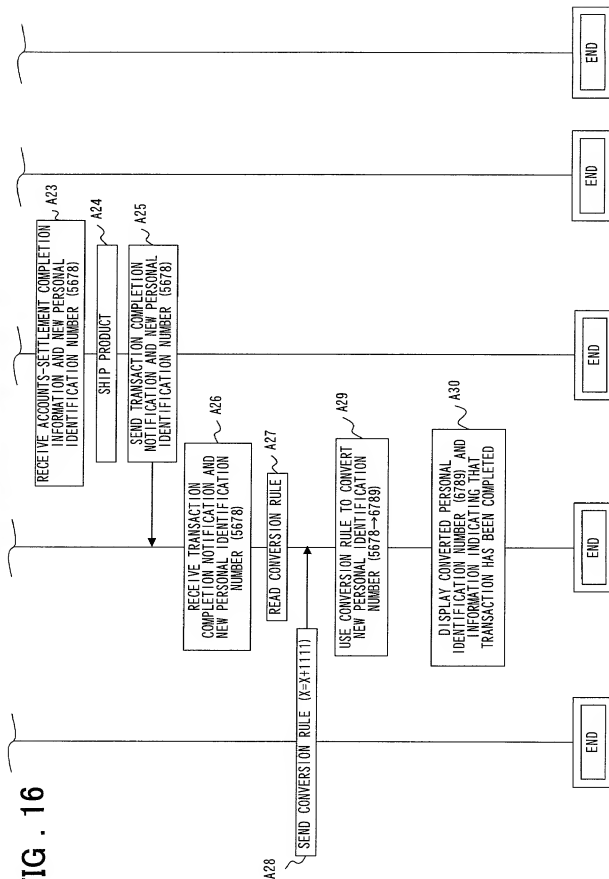 FIG. 16
A23
RECEIVE ACCOUNTS-SETTLEMENT COMPLETION
INFORMATION AND NEW PERSONAL
IDENTIFICATION NUMBER (5678)
A24
SHIP PRODUCT
A25
SEND TRANSACTION COMPLETION
NOTIFICATION AND NEW PERSONAL
IDENTIFICATION NUMBER (5678)
A26
RECEIVE TRANSACTION
COMPLETION NOTIFICATION AND
NEW PERSONAL IDENTIFICATION
NUMBER (5678)
A27
READ CONVERSION RULE
A28
SEND CONVERSION RULE (X=X+1111)
A29
USE CONVERSION RULE TO CONVERT
NEW PERSONAL IDENTIFICATION
NUMBER (5678→6789)
A30
DISPLAY CONVERTED PERSONAL
IDENTIFICATION NUMBER (6789) AND
INFORMATION INDICATING THAT
TRANSACTION HAS BEEN COMPLETED
END
END
END
END
END